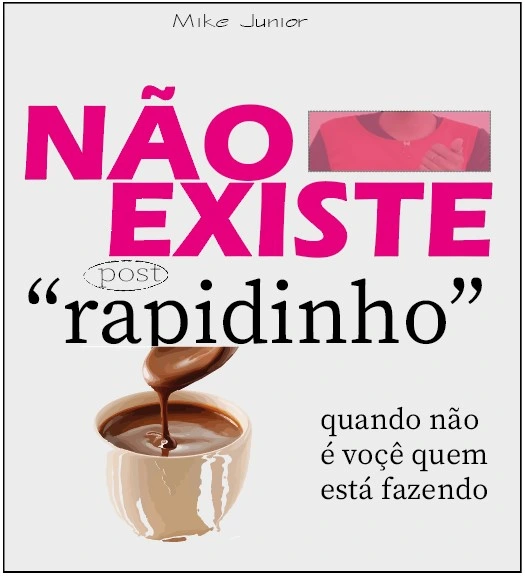 Mike Junior
NÃO
EXISTE
post
“rapidinho”
quando não
é voçê quem
está fazendo